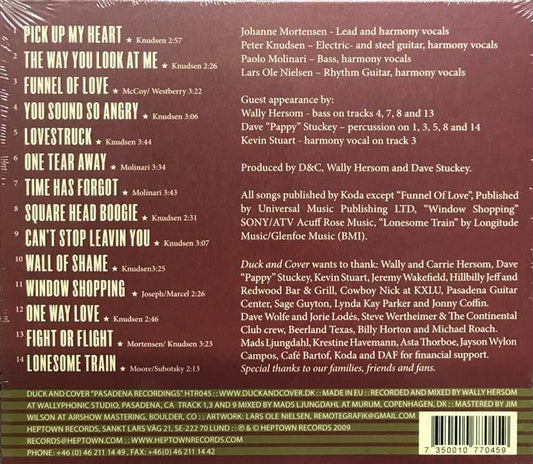 1 PICK UP MY HEART ★ Knudsen 2:57
2 THE WAY YOU LOOK AT ME ★ Knudsen 2:26
3 FUNNEL OF LOVE ★ McCoy/ Westberry 3:22
4 YOU SOUND SO ANGRY ★ Knudsen 3:06
5 LOVESTRUCK ★ Knudsen 3:44
6 ONE TEAR AWAY ★ Molinari 3:34
7 TIME HAS FORGOT ★ Molinari 3:43
8 SQUARE HEAD BOOGIE ★ Knudsen 2:31
9 CAN'T STOP LEAVIN YOU ★ Knudsen 3:07
10 WALL OF SHAME ★ Knudsen3:25
11 WINDOW SHOPPING ★ Joseph/Marcel 2:26
12 ONE WAY LOVE ★ Knudsen 2:46
13 FIGHT OR FLIGHT ★ Mortensen/ Knudsen 3:23
14 LONESOME TRAIN ★ Moore/Subotsky 2:13
Johanne Mortensen - Lead and harmony vocals
Peter Knudsen – Electric- and steel guitar, harmony vocals
Paolo Molinari – Bass, harmony vocals
Lars Ole Nielsen – Rhythm Guitar, harmony vocals
Guest appearance by:
Wally Hersom - bass on tracks 4, 7, 8 and 13
Dave "Pappy" Stuckey – percussion on 1, 3, 5, 8 and 14
Kevin Stuart - harmony vocal on track 3
Produced by D&C, Wally Hersom and Dave Stuckey.
All songs published by Koda except "Funnel Of Love", Published
by Universal Music Publishing LTD, "Window Shopping"
SONY/ATV Acuff Rose Music, "Lonesome Train" by Longitude
Music/Glenfoe Music (BMI).
Duck and Cover wants to thank: Wally and Carrie Hersom, Dave
"Pappy" Stuckey, Kevin Stuart, Jeremy Wakefield, Hillbilly Jeff and
Redwood Bar & Grill, Cowboy Nick at KXLU, Pasadena Guitar
Center, Sage Guyton, Lynda Kay Parker and Jonny Coffin.
Dave Wolfe and Jorie Lodés, Steve Wertheimer & The Continental
Club crew, Beerland Texas, Billy Horton and Michael Roach.
Mads Ljungdahl, Krestine Havemann, Asta Thorboe, Jayson Wylon
Campos, Café Bartof, Koda and DAF for financial support.
Special thanks to our families, friends and fans.
DUCK AND COVER "PASADENA RECORDINGS" HTR045 :: WWW.DUCKANDCOVER.DK :: MADE IN EU :: RECORDED AND MIXED BY WALLY HERSOM
AT WALLYPHONIC STUDIO, PASADENA, CA TRACK 1,3 AND 9 MIXED BY MADS LJUNGDAHL AT MURUM, COPENHAGEN, DK :: MASTERED BY JIM
WILSON AT AIRSHOW MASTERING, BOULDER, CO :: ARTWORK: LARS OLE NIELSEN, REMOTEGRAFIK@GMAIL.COM
HEPTOWN RECORDS, SANKT LARS VÄG 21, SE-222 70 LUND :: ℗ & © HEPTOWN RECORDS 2009
RECORDS@HEPTOWN.COM :: WWW.HEPTOWNRECORDS.COM
PHONE: +46 (0) 46 211 14 49 , FAX: +46(0)46 211 44 42
7 350010 770459